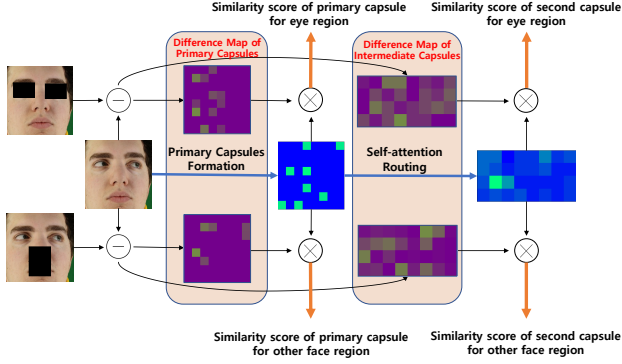 Similarity score of primary capsule
for eye region
Similarity score of second capsule
for eye region
Difference Map of
Primary Capsules
Difference Map of
Intermediate Capsules
Primary Capsules
Formation
Self-attention
Routing
Similarity score of primary capsule
for other face region
Similarity score of second capsule
for other face region